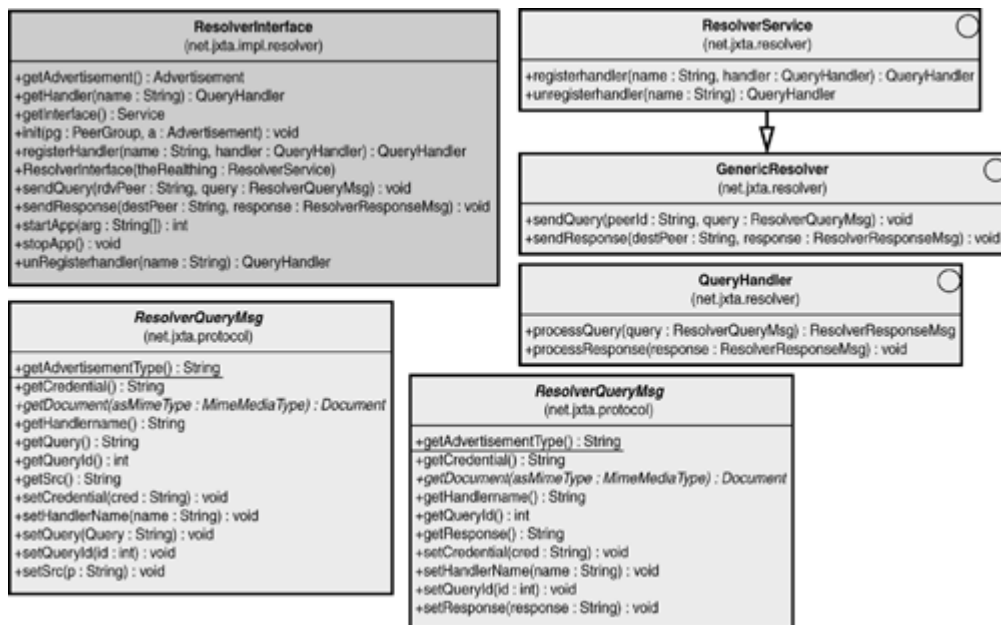 ResolverInterface
(net.jxta.impl.resolver)
+getAdvertisement() : Advertisement
+getHandler(name : String) : QueryHandler
+getInterface() : Service
+init(pg : PeerGroup, a : Advertisement) : void
+registerHandler(name : String, handler : QueryHandler) : QueryHandler
+ResolverInterface(theRealthing : ResolverService)
+sendQuery(rdvPeer : String, query : ResolverQueryMsg) : void
+sendResponse(destPeer : String, response : ResolverResponseMsg) : void
+startApp(arg : String[]) : int
+stopApp() : void
+unRegisterhandler(name : String) : QueryHandler
ResolverService
(net.jxta.resolver)
+registerhandler(name : String, handler : QueryHandler) : QueryHandler
+unregisterhandler(name : String) : QueryHandler
GenericResolver
(net.jxta.resolver)
+sendQuery(peerId : String, query : ResolverQueryMsg) : void
+sendResponse(destPeer : String, response : ResolverResponseMsg) : void
QueryHandler
(net.jxta.resolver)
+processQuery(query : ResolverQueryMsg) : ResolverResponseMsg
+processResponse(response : ResolverResponseMsg) : void
ResolverQueryMsg
(net.jxta.protocol)
+getAdvertisementType() : String
+getCredential() : String
+getDocument(asMimeType : MimeMediaType) : Document
+getHandlername() : String
+getQuery() : String
+getQueryId() : int
+getSrc() : String
+setCredential(cred : String) : void
+setHandlerName(name : String) : void
+setQuery(Query : String) : void
+setQueryId(id : int) : void
+setSrc(p : String) : void
ResolverQueryMsg
(net.jxta.protocol)
+getAdvertisementType() : String
+getCredential() : String
+getDocument(asMimeType : MimeMediaType) : Document
+getHandlername() : String
+getQueryId() : int
+getResponse() : String
+setCredential(cred : String) : void
+setHandlerName(name : String) : void
+setQueryId(id : int) : void
+setResponse(response : String) : void